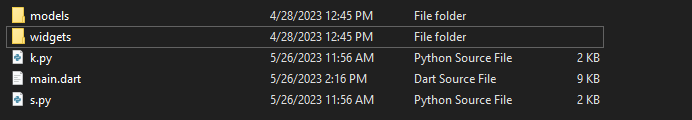 models 4/28/2023 12:45 PM File folder
widgets 4/28/2023 12:45 PM File folder
k.py 5/26/2023 11:56 AM Python Source File 2 KB
main.dart 5/26/2023 2:16 PM Dart Source File 9 KB
s.py 5/26/2023 11:56 AM Python Source File 2 KB